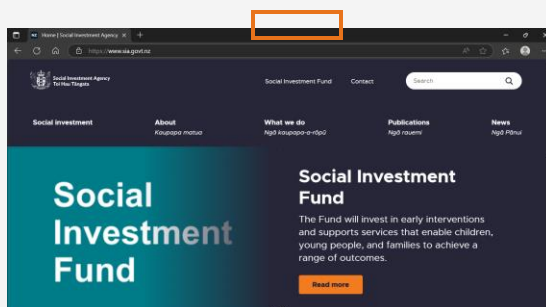 Home | Social Investment Agency
https://www.sia.govt.nz
Social Investment Agency
Toi Hau Tāngata
Social Investment Fund
Contact
Search
Social investment
About
Kaupapa matua
What we do
Ngā kaupapa-a-rōpū
Publications
Ngā rauemi
News
Ngā Pānui
Social
Investment
Fund
Social Investment
Fund
The Fund will invest in early interventions
and supports services that enable children,
young people, and families to achieve a
range of outcomes.
Read more